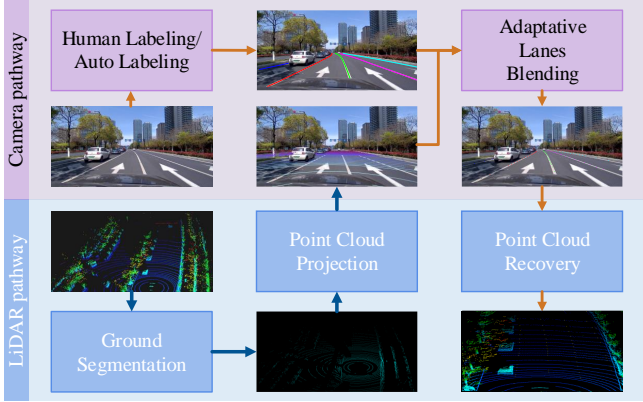 Camera pathway
Human Labeling/
Auto Labeling
Adaptative
Lanes
Blending
LiDAR pathway
Point Cloud
Projection
Point Cloud
Recovery
Ground
Segmentation